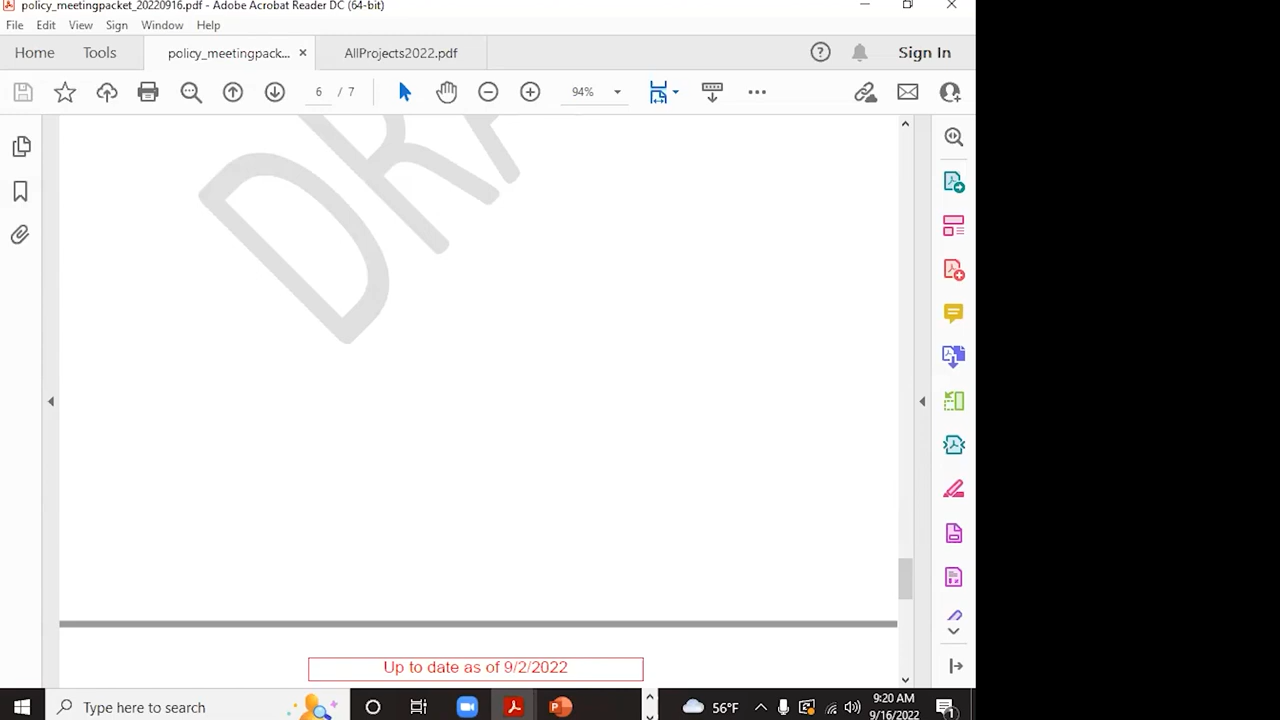 policy_meetingpacket_20220916.pdf - Adobe Acrobat Reader DC (64-bit)
File Edit View Sign Window Help
Home Tools policy_meetingpack... × AllProjects2022.pdf Sign In
6 / 7 94%
DRA
Up to date as of 9/2/2022
Type here to search
56°F
9:20 AM
9/16/2022
1